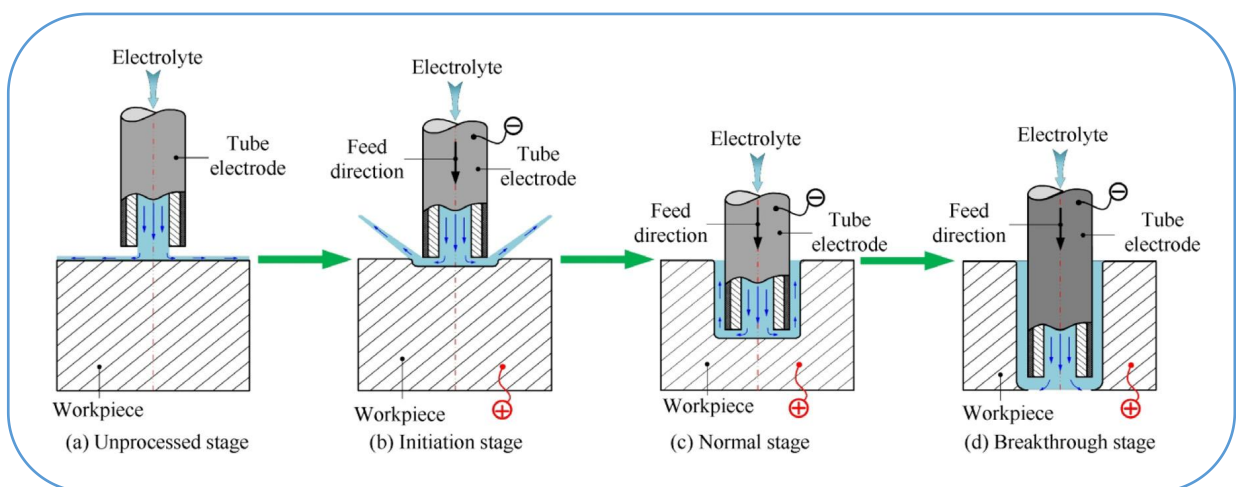 Electrolyte
Tube
electrode
Workpiece
(a) Unprocessed stage
Electrolyte
⊖
Feed
direction
Tube
electrode
Workpiece
⊕
(b) Initiation stage
Electrolyte
⊖
Feed
direction
Tube
electrode
Workpiece
⊕
(c) Normal stage
Electrolyte
⊖
Feed
direction
Tube
electrode
Workpiece
⊕
(d) Breakthrough stage